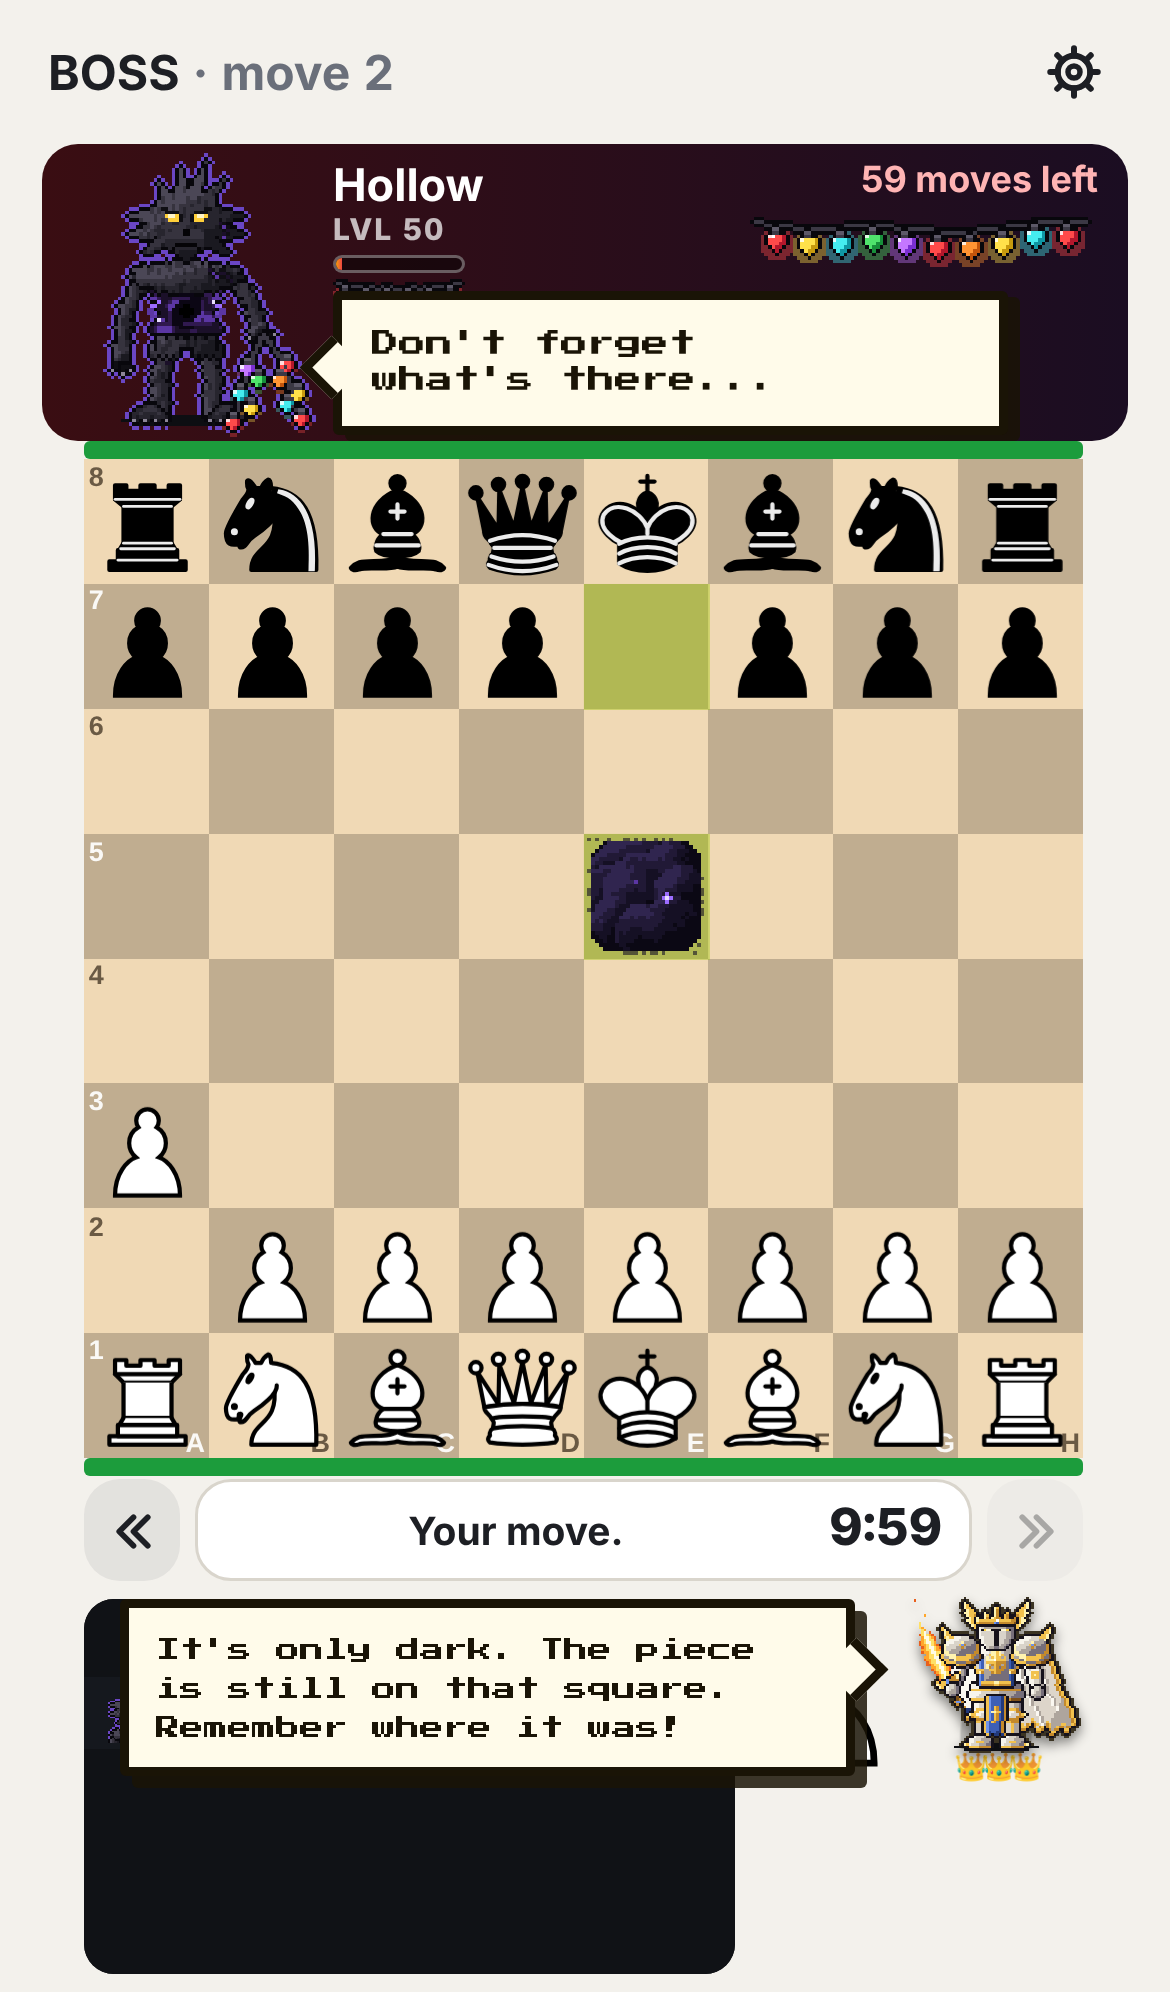 BOSS · move 2
Hollow
59 moves left
LVL 50
Don't forget
what's there...
8
7
6
5
4
3
2
1
A B C D E F G H
Your move. 9:59
It's only dark. The piece
is still on that square.
Remember where it was!